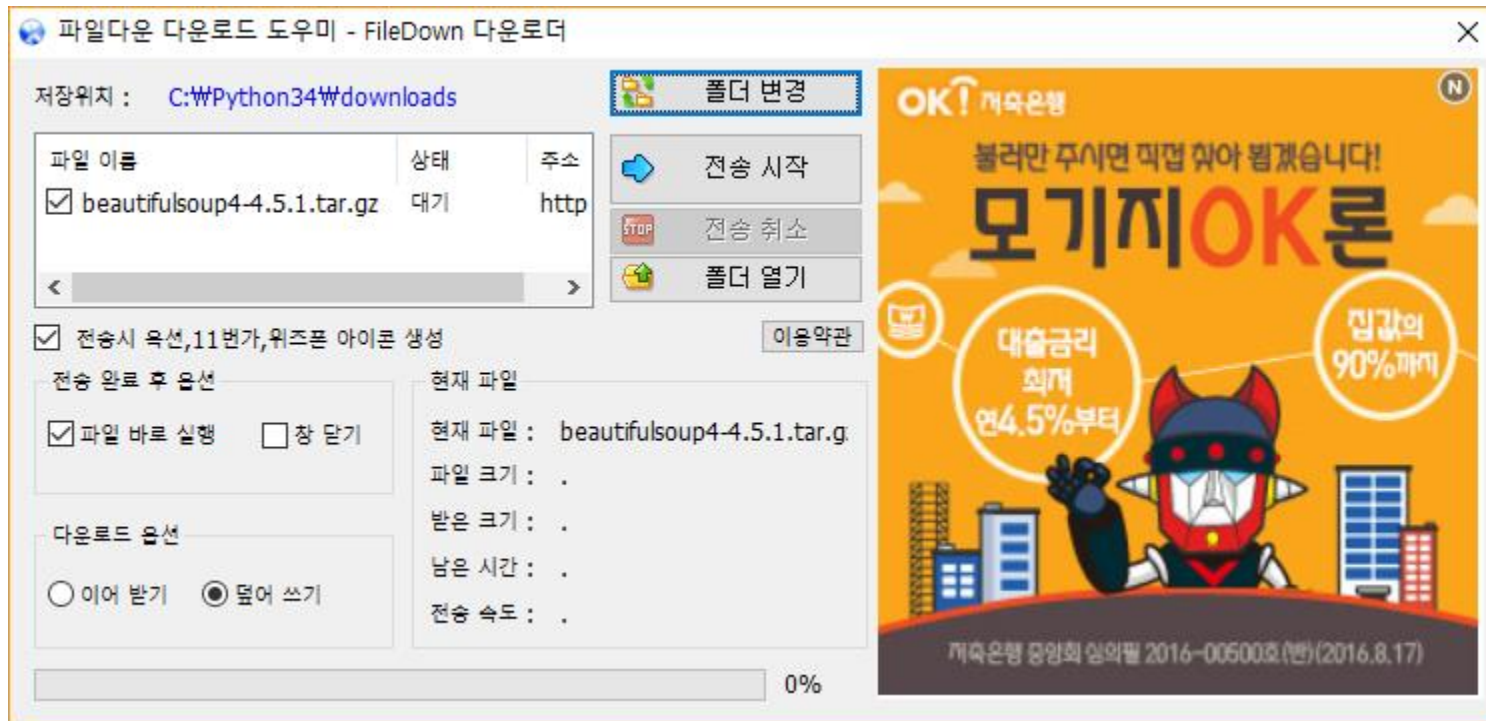 파일다운 다운로드 도우미 - FileDown 다운로더
저장위치 : C:₩Python34₩downloads
폴더 변경
파일 이름 상태 주소
beautifulsoup4-4.5.1.tar.gz 대기 http
전송 시작
전송 취소
폴더 열기
전송시 옥션,11번가,위즈폰 아이콘 생성
이용약관
전송 완료 후 옵션
파일 바로 실행 창 닫기
다운로드 옵션
이어 받기 덮어 쓰기
현재 파일
현재 파일 : beautifulsoup4-4.5.1.tar.g
파일 크기 : .
받은 크기 : .
남은 시간 : .
전송 속도 : .
0%
OK! 저축은행
N
불러만 주시면 직접 찾아 뵙겠습니다!
모기지OK론
대출금리
최저
연4.5%부터
집값의
90%까지
저축은행 중앙회 심의필 2016-00500호(반)(2016.8.17)
STOP